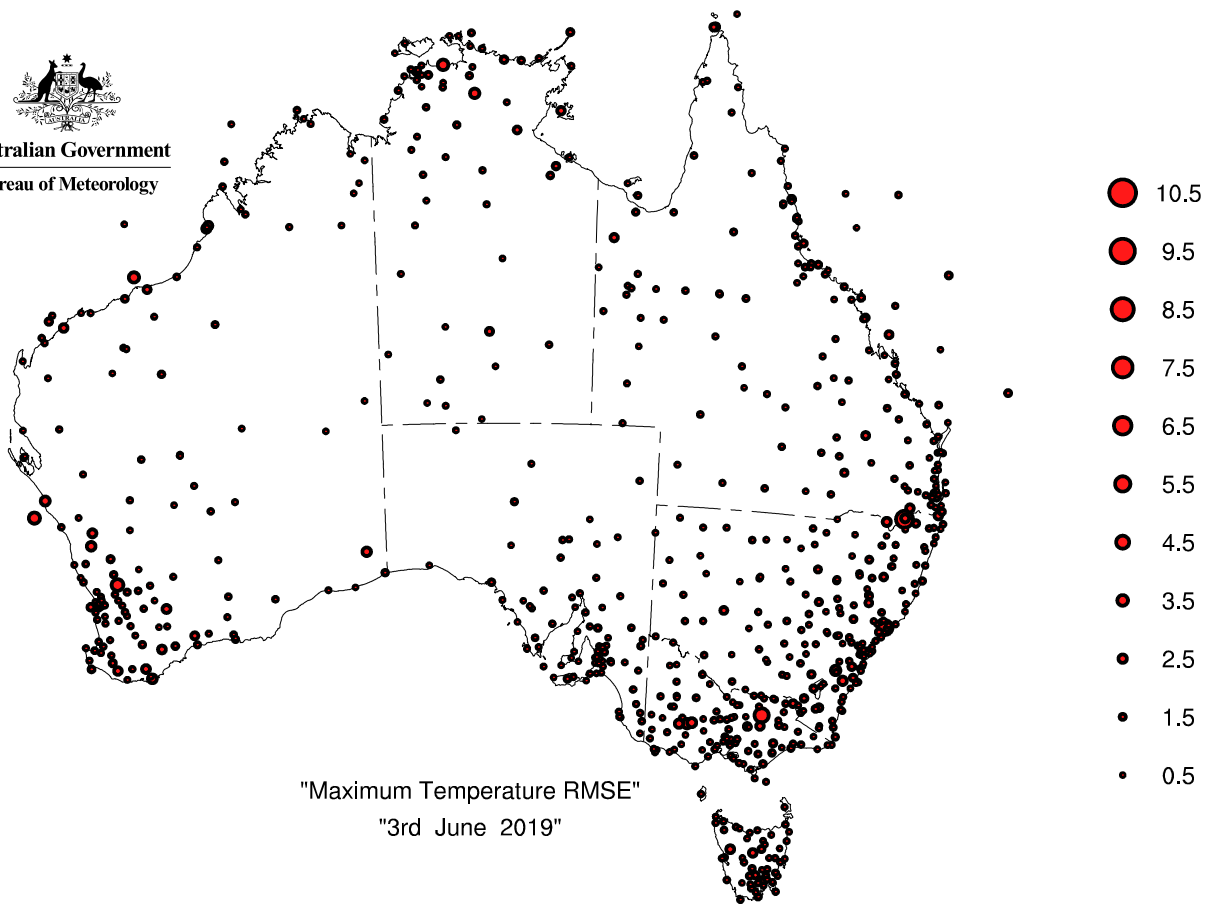 AUSTRALIA
tralian Government
reau of Meteorology
10.5
9.5
8.5
7.5
6.5
5.5
4.5
3.5
2.5
1.5
0.5
"Maximum Temperature RMSE"
"3rd June 2019"